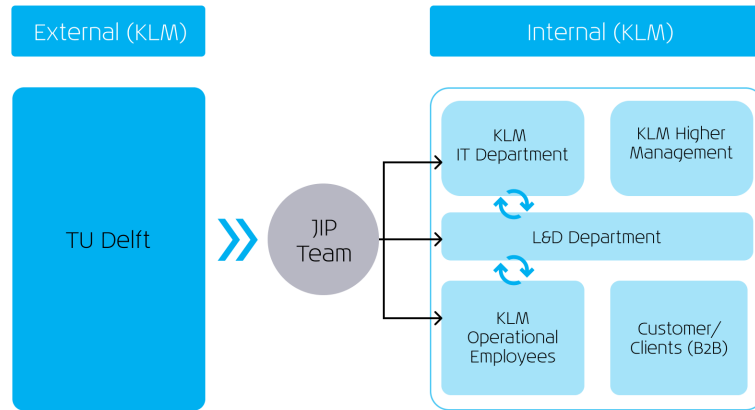 External (KLM)
Internal (KLM)
TU Delft
JIP
Team
KLM
IT Department
KLM Higher
Management
L&D Department
KLM
Operational
Employees
Customer/
Clients (B2B)